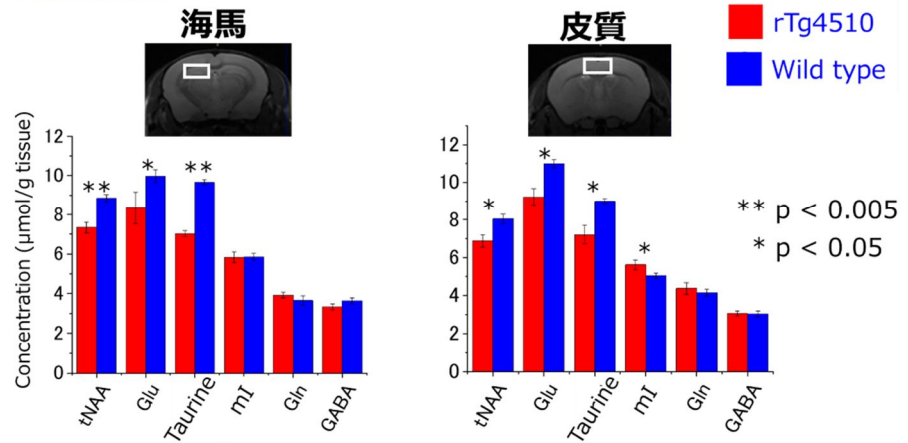 海馬
皮質
rTg4510
Wild type
Concentration (μmol/g tissue)
12
10
8
6
4
2
0
** * **
tNAA Glu Taurine mI Gln GABA
12
10
8
6
4
2
0
* * * *
tNAA Glu Taurine mI Gln GABA
** p < 0.005
* p < 0.05